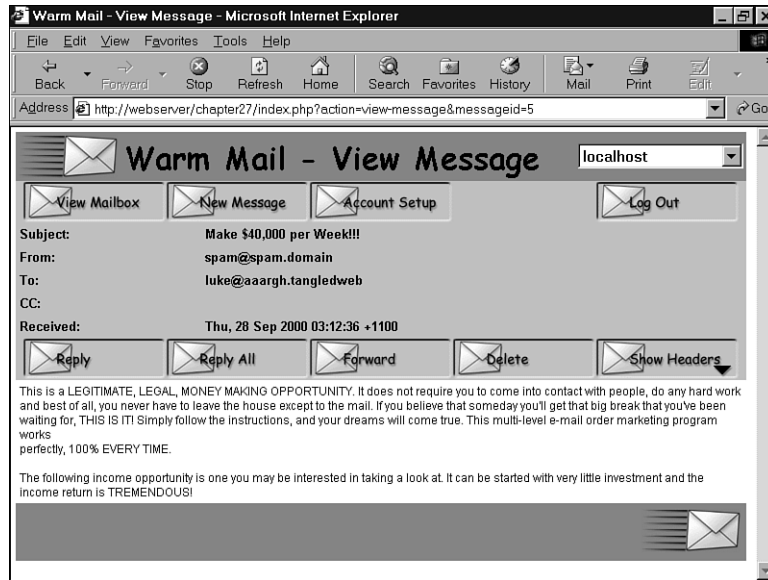 Warm Mail - View Message - Microsoft Internet Explorer
File Edit View Favorites Tools Help
Back Forward Stop Refresh Home Search Favorites History Mail Print Edit
Address http://webserver/chapter27/index.php?action=view-message&messageid=5 Go
Warm Mail - View Message localhost
View Mailbox New Message Account Setup Log Out
Subject: Make $40,000 per Week!!!
From: spam@spam.domain
To: luke@aaargh.tangledweb
CC:
Received: Thu, 28 Sep 2000 03:12:36 +1100
Reply Reply All Forward Delete Show Headers
This is a LEGITIMATE, LEGAL, MONEY MAKING OPPORTUNITY. It does not require you to come into contact with people, do any hard work
and best of all, you never have to leave the house except to the mail. If you believe that someday you'll get that big break that you've been
waiting for, THIS IS IT! Simply follow the instructions, and your dreams will come true. This multi-level e-mail order marketing program
works
perfectly, 100% EVERY TIME.
The following income opportunity is one you may be interested in taking a look at. It can be started with very little investment and the
income return is TREMENDOUS!